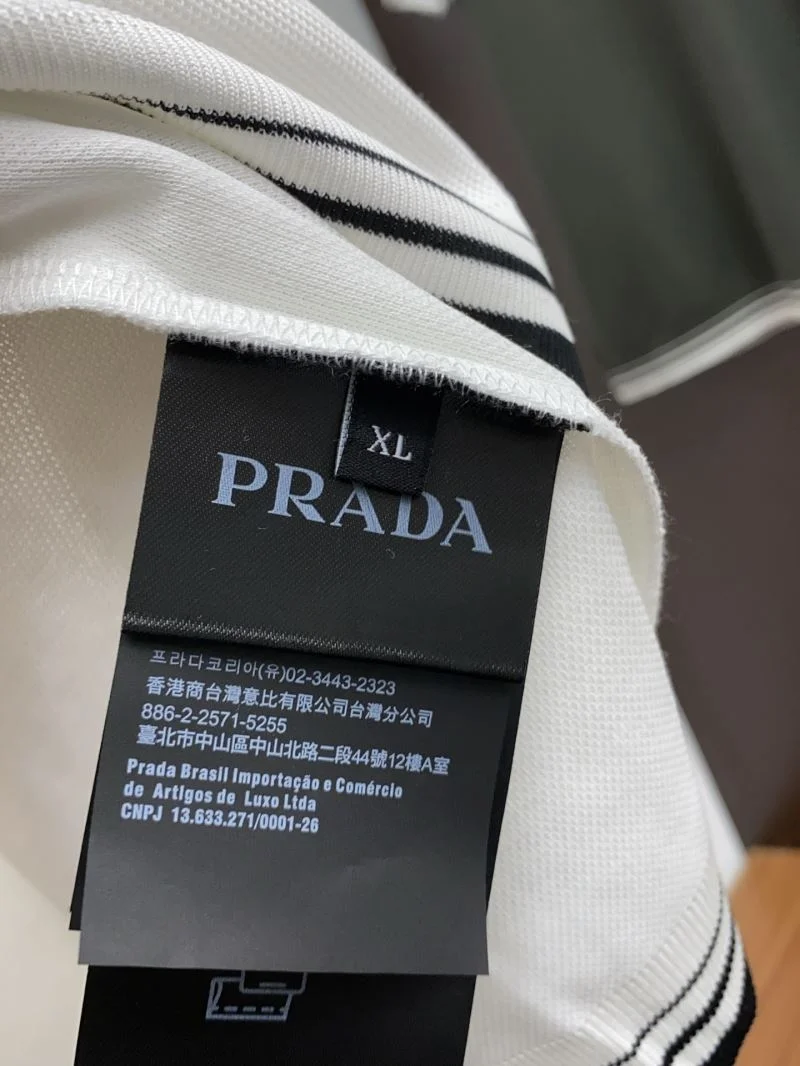 XL
PRADA
프라다코리아(유)02-3443-2323
香港商台灣意比有限公司台灣分公司
886-2-2571-5255
臺北市中山區中山北路二段44號12樓A室
Prada Brasil Importação e Comércio
de Artigos de Luxo Ltda
CNPJ 13.633.271/0001-26